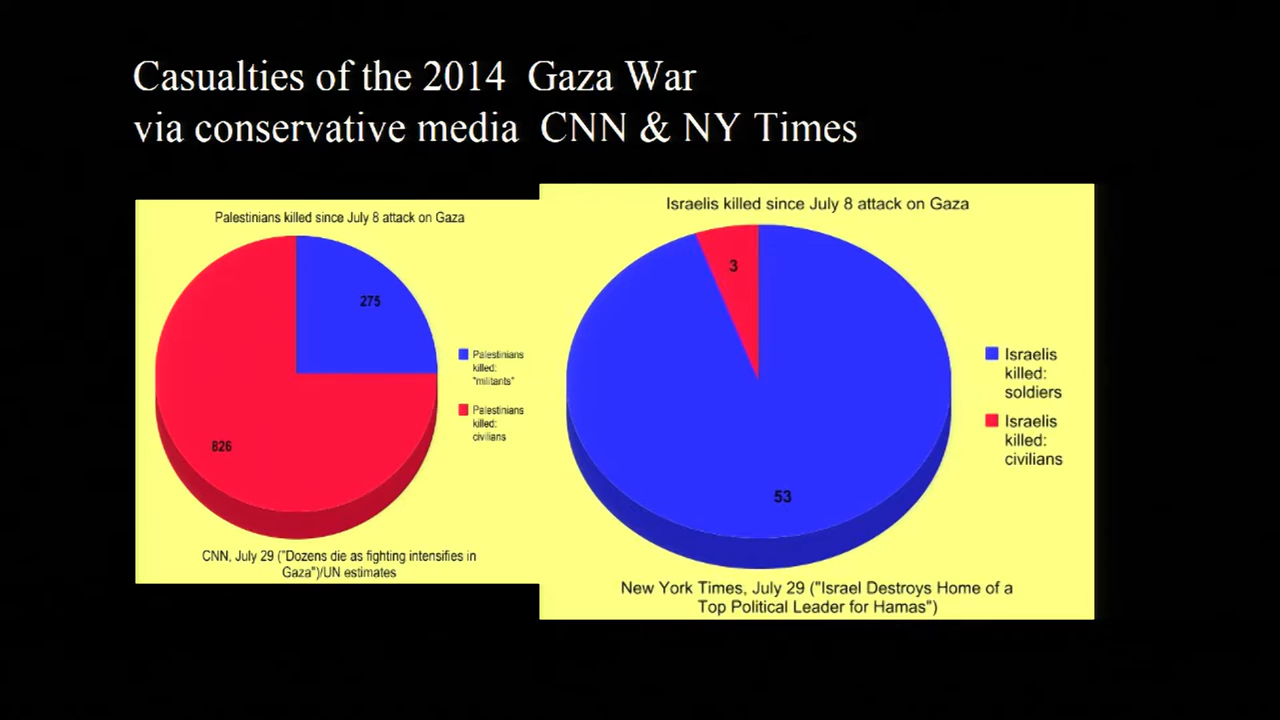 Casualties of the 2014 Gaza War
via conservative media CNN & NY Times
Palestinians killed since July 8 attack on Gaza
275
826
Palestinians
killed:
"militants"
Palestinians
killed:
civilians
CNN, July 29 ("Dozens die as fighting intensifies in
Gaza")/UN estimates
Israelis killed since July 8 attack on Gaza
3
53
Israelis
killed:
soldiers
Israelis
killed:
civilians
New York Times, July 29 ("Israel Destroys Home of a
Top Political Leader for Hamas")